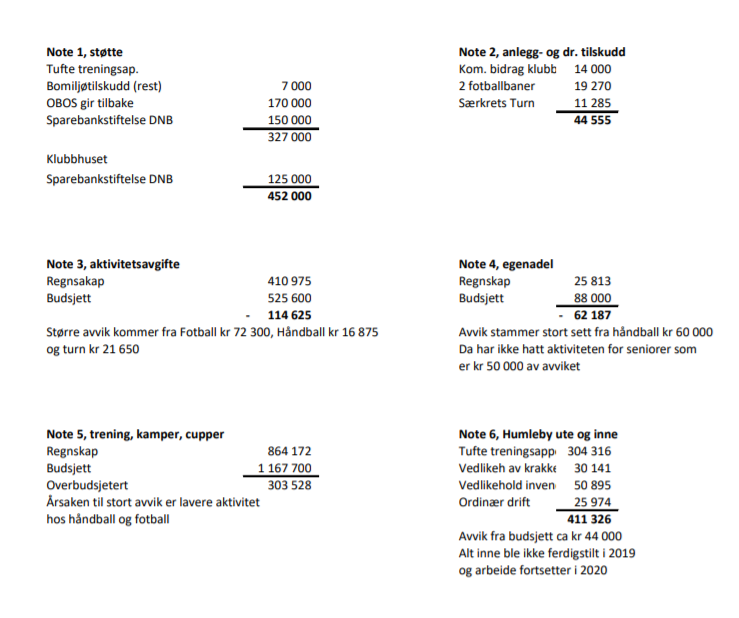 Note 1, støtte
Tufte treningsap.
Bomiljøtilskudd (rest) 7 000
OBOS gir tilbake 170 000
Sparebankstiftelse DNB 150 000
327 000
Klubbhuset
Sparebankstiftelse DNB 125 000
452 000
Note 2, anlegg- og dr. tilskudd
Kom. bidrag klubb 14 000
2 fotballbaner 19 270
Særkrets Turn 11 285
44 555
Note 3, aktivitetsavgifte
Regnsakap 410 975
Budsjett 525 600
- 114 625
Større avvik kommer fra Fotball kr 72 300, Håndball kr 16 875
og turn kr 21 650
Note 4, egenadel
Regnskap 25 813
Budsjett 88 000
- 62 187
Avvik stammer stort sett fra håndball kr 60 000
Da har ikke hatt aktiviteten for seniorer som
er kr 50 000 av avviket
Note 5, trening, kamper, cupper
Regnskap 864 172
Budsjett 1 167 700
Overbudsjetert 303 528
Årsaken til stort avvik er lavere aktivitet
hos håndball og fotball
Note 6, Humleby ute og inne
Tufte treningsapp 304 316
Vedlikeh av krakke 30 141
Vedlikehold inven 50 895
Ordinær drift 25 974
411 326
Avvik fra budsjett ca kr 44 000
Alt inne ble ikke ferdigstilt i 2019
og arbeide fortsetter i 2020